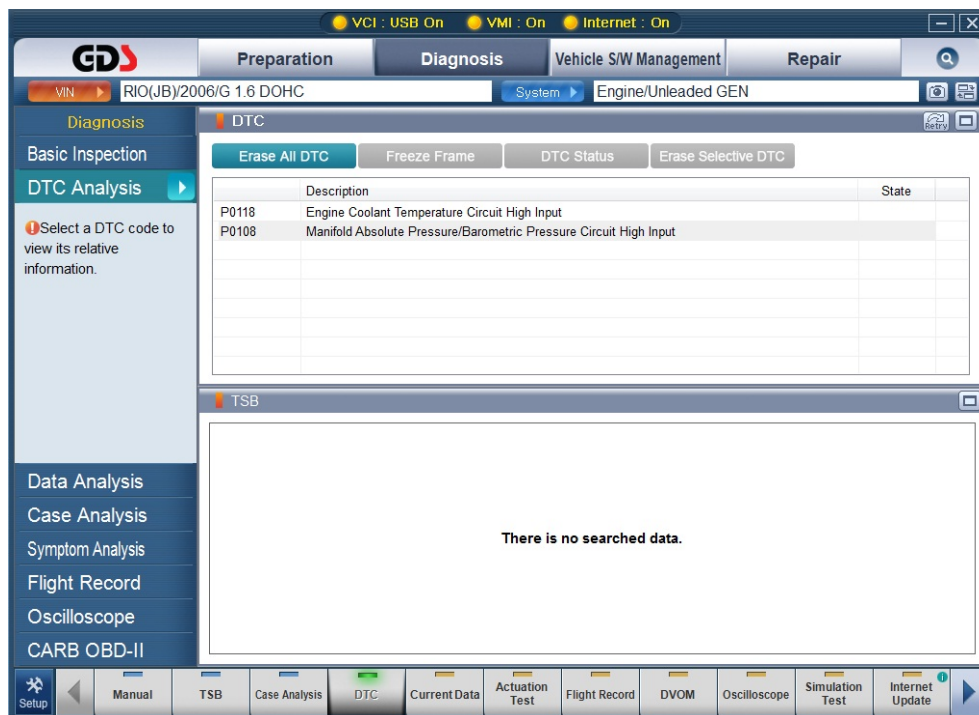 VCI : USB On VMI : On Internet : On
GDS Preparation Diagnosis Vehicle S/W Management Repair
VIN RIO(JB)/2006/G 1.6 DOHC System Engine/Unleaded GEN
Diagnosis
Basic Inspection
DTC Analysis
Select a DTC code to
view its relative
information.
Data Analysis
Case Analysis
Symptom Analysis
Flight Record
Oscilloscope
CARB OBD-II
DTC Retry
Erase All DTC Freeze Frame DTC Status Erase Selective DTC
Description State
P0118 Engine Coolant Temperature Circuit High Input
P0108 Manifold Absolute Pressure/Barometric Pressure Circuit High Input
TSB
There is no searched data.
Setup Manual TSB Case Analysis DTC Current Data Actuation Test Flight Record DVOM Oscilloscope Simulation Test Internet Update